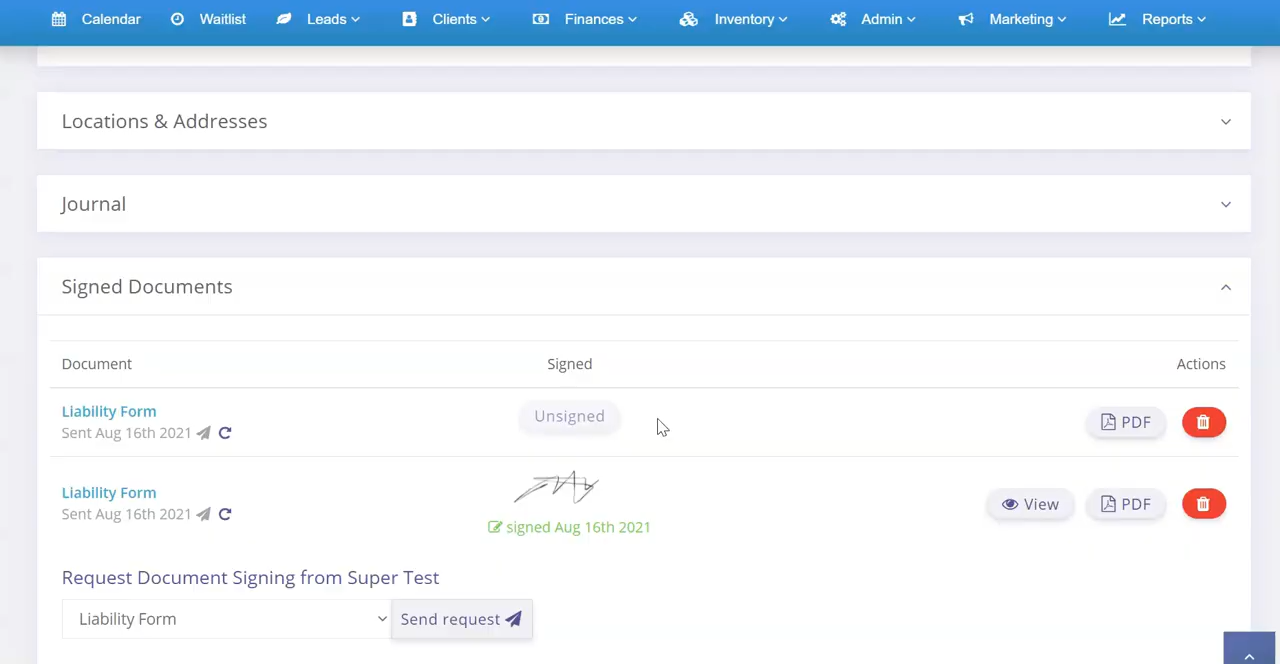 Calendar Waitlist Leads Clients Finances Inventory Admin Marketing Reports
Locations & Addresses
Journal
Signed Documents
Document Signed Actions
Liability Form
Sent Aug 16th 2021
Unsigned
PDF
Liability Form
Sent Aug 16th 2021
signed Aug 16th 2021
View PDF
Request Document Signing from Super Test
Liability Form Send request